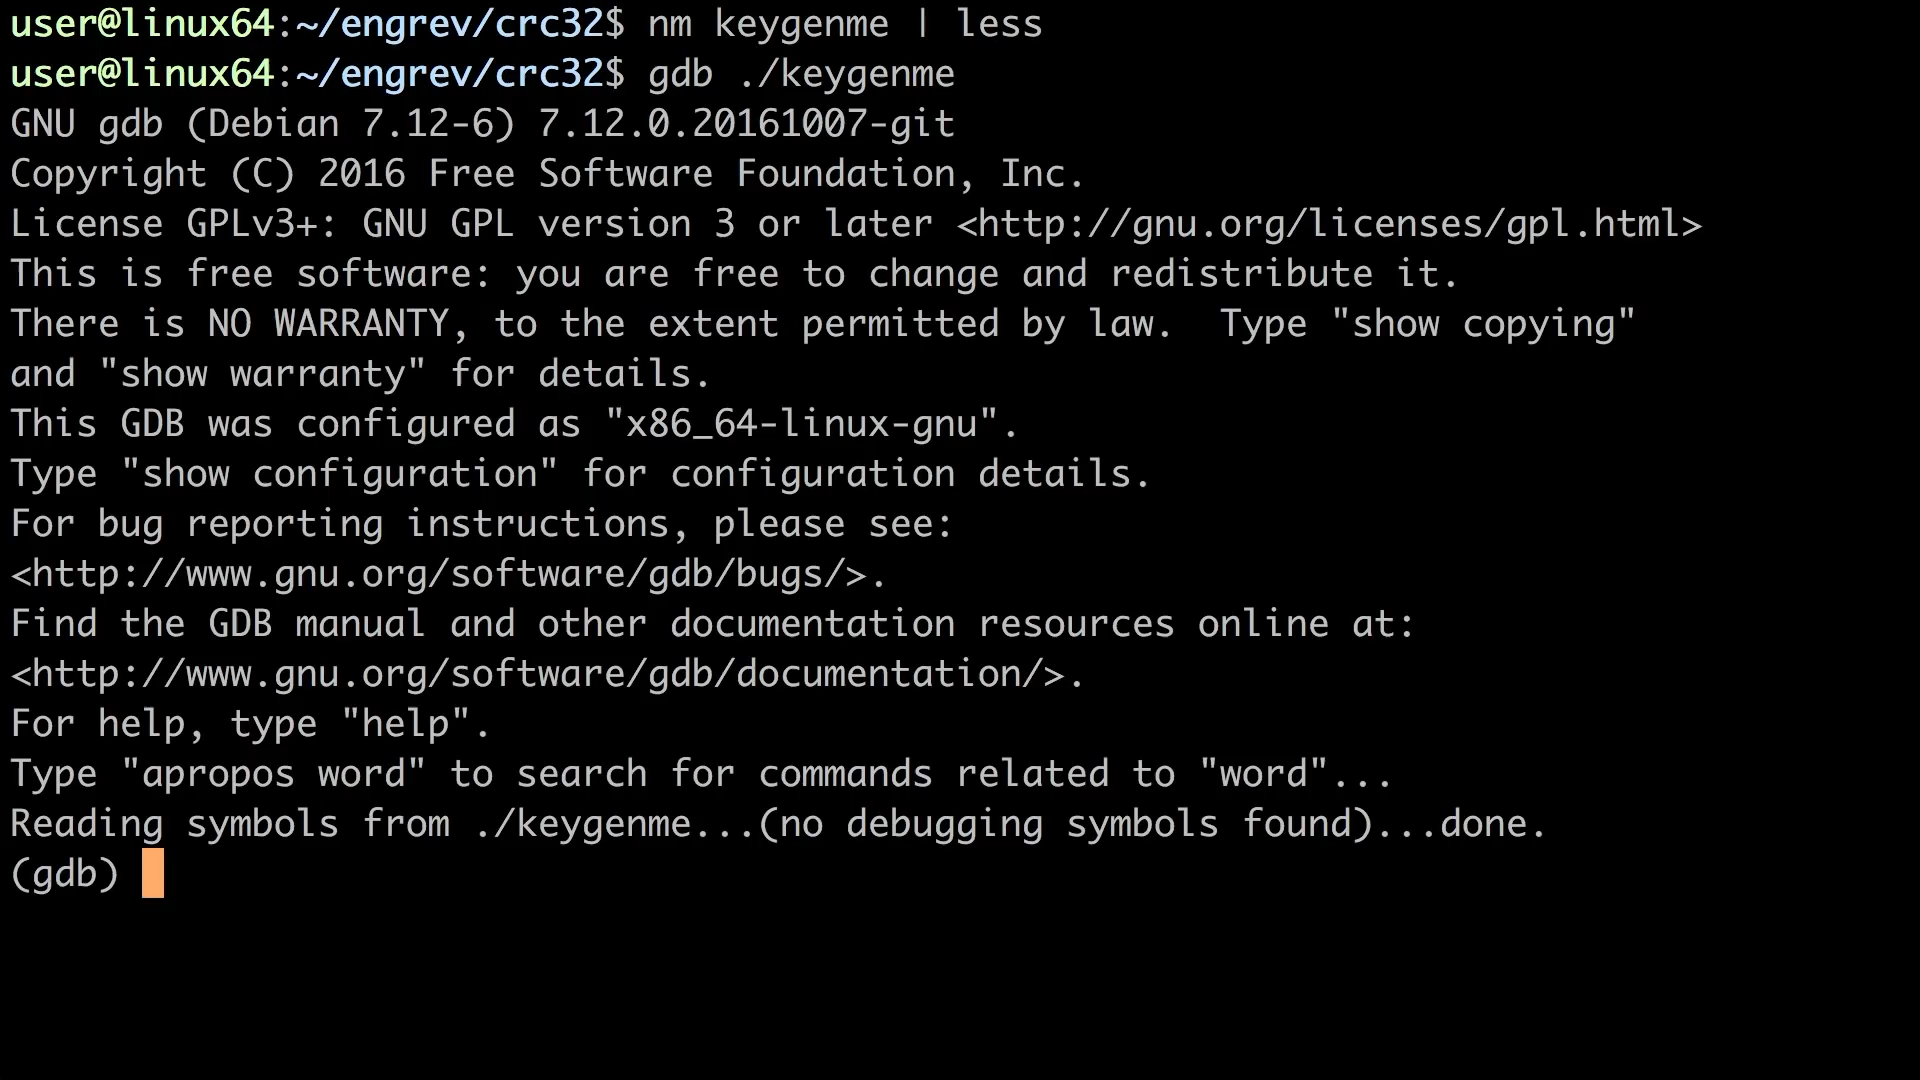 user@linux64:~/engrev/crc32$ nm keygenme | less
user@linux64:~/engrev/crc32$ gdb ./keygenme
GNU gdb (Debian 7.12-6) 7.12.0.20161007-git
Copyright (C) 2016 Free Software Foundation, Inc.
License GPLv3+: GNU GPL version 3 or later <http://gnu.org/licenses/gpl.html>
This is free software: you are free to change and redistribute it.
There is NO WARRANTY, to the extent permitted by law.  Type "show copying"
and "show warranty" for details.
This GDB was configured as "x86_64-linux-gnu".
Type "show configuration" for configuration details.
For bug reporting instructions, please see:
<http://www.gnu.org/software/gdb/bugs/>.
Find the GDB manual and other documentation resources online at:
<http://www.gnu.org/software/gdb/documentation/>.
For help, type "help".
Type "apropos word" to search for commands related to "word"...
Reading symbols from ./keygenme...(no debugging symbols found)...done.
(gdb)